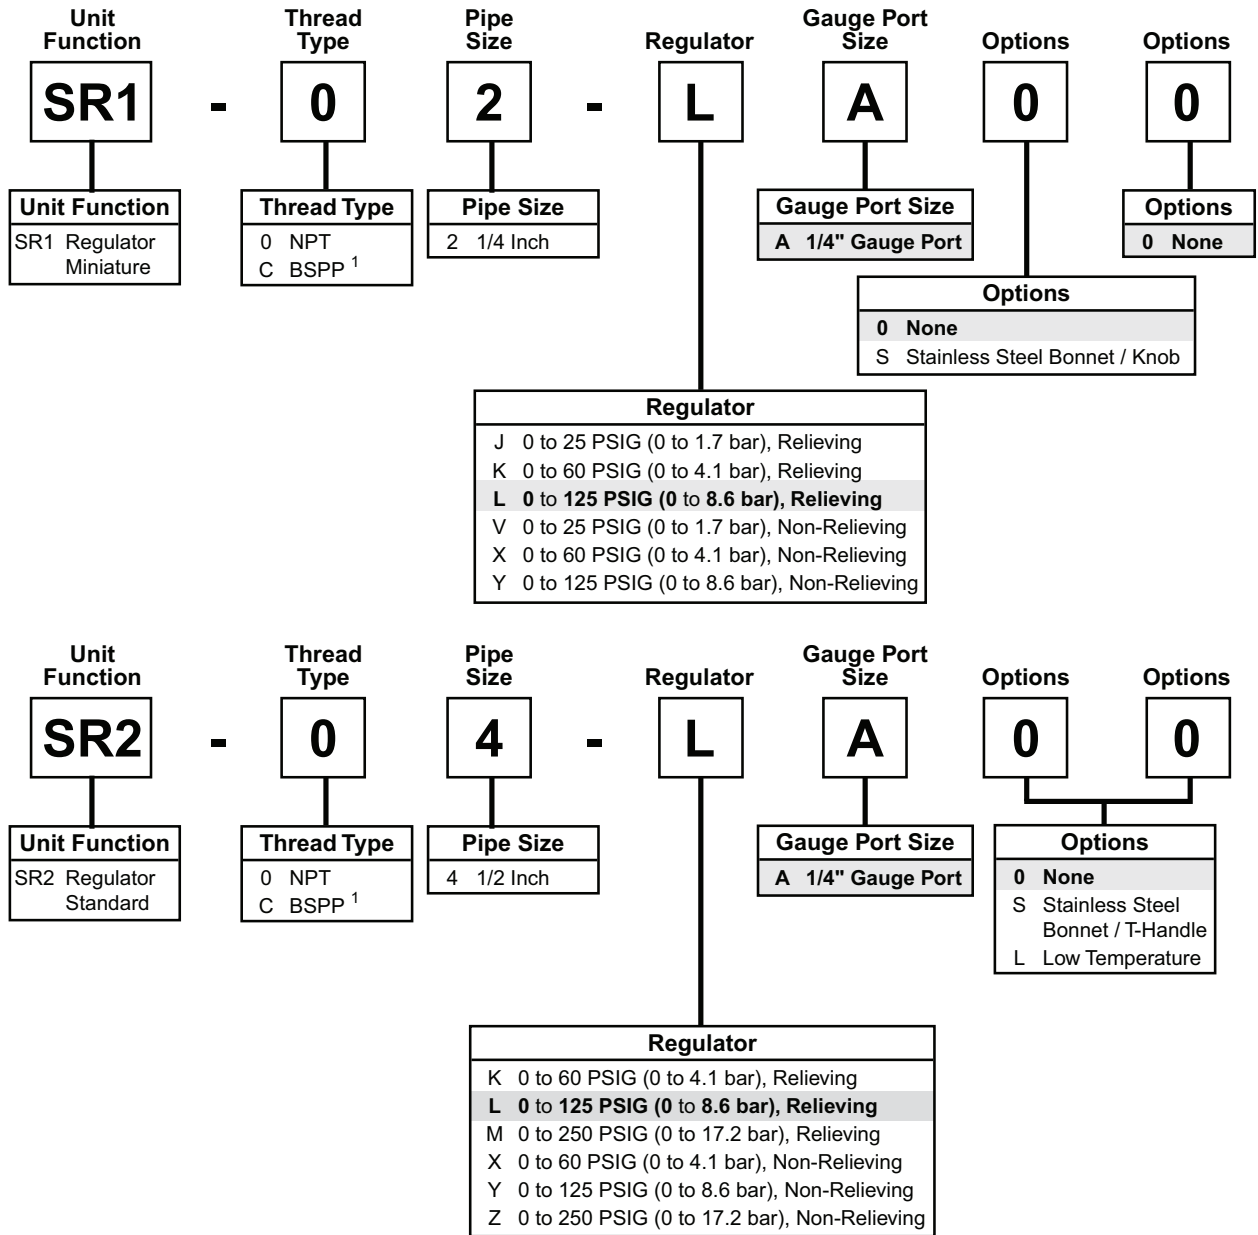 Unit
Function
Thread
Type
Pipe
Size
Regulator
Gauge Port
Size
Options
Options
SR1 - 0 2 - L A 0 0
Unit Function
SR1 Regulator
Miniature
Thread Type
0 NPT
C BSPP 1
Pipe Size
2 1/4 Inch
Gauge Port Size
A 1/4" Gauge Port
Options
0 None
Options
0 None
S Stainless Steel Bonnet / Knob
Regulator
J 0 to 25 PSIG (0 to 1.7 bar), Relieving
K 0 to 60 PSIG (0 to 4.1 bar), Relieving
L 0 to 125 PSIG (0 to 8.6 bar), Relieving
V 0 to 25 PSIG (0 to 1.7 bar), Non-Relieving
X 0 to 60 PSIG (0 to 4.1 bar), Non-Relieving
Y 0 to 125 PSIG (0 to 8.6 bar), Non-Relieving
Unit
Function
Thread
Type
Pipe
Size
Regulator
Gauge Port
Size
Options
Options
SR2 - 0 4 - L A 0 0
Unit Function
SR2 Regulator
Standard
Thread Type
0 NPT
C BSPP 1
Pipe Size
4 1/2 Inch
Gauge Port Size
A 1/4" Gauge Port
Options
0 None
S Stainless Steel
Bonnet / T-Handle
L Low Temperature
Regulator
K 0 to 60 PSIG (0 to 4.1 bar), Relieving
L 0 to 125 PSIG (0 to 8.6 bar), Relieving
M 0 to 250 PSIG (0 to 17.2 bar), Relieving
X 0 to 60 PSIG (0 to 4.1 bar), Non-Relieving
Y 0 to 125 PSIG (0 to 8.6 bar), Non-Relieving
Z 0 to 250 PSIG (0 to 17.2 bar), Non-Relieving